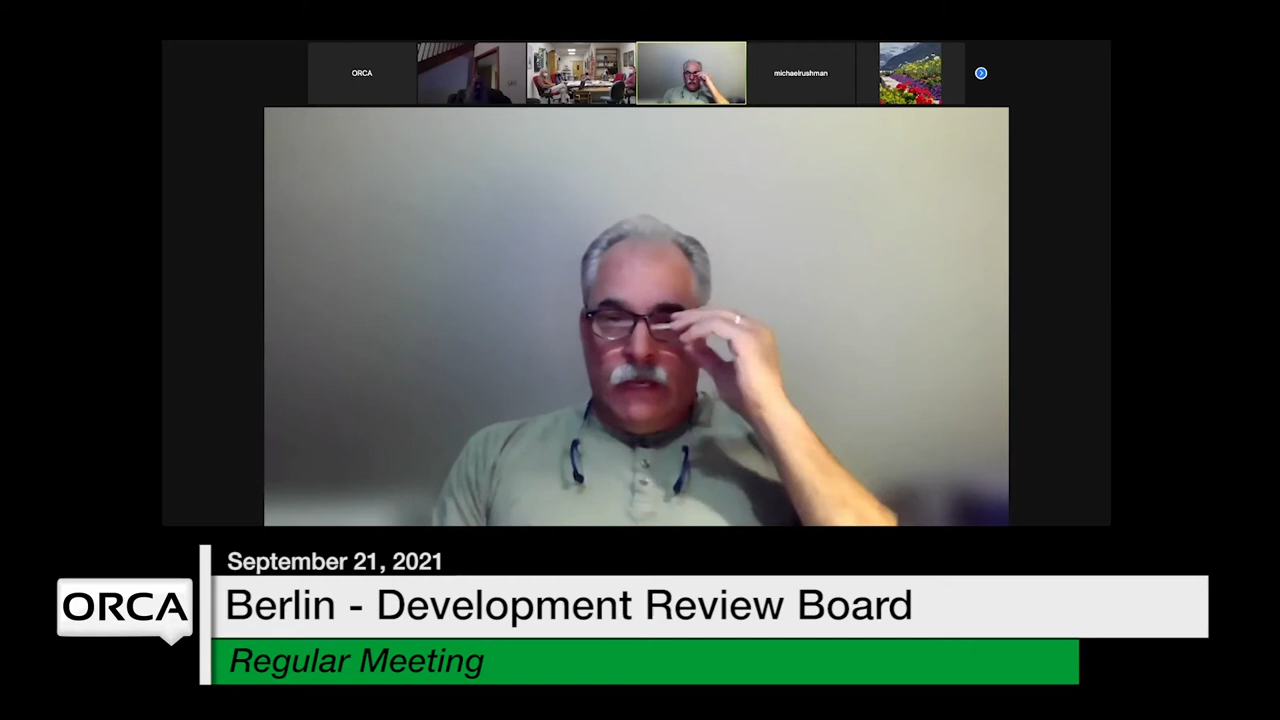 ORCA
michaelrushman
September 21, 2021
ORCA
Berlin - Development Review Board
Regular Meeting